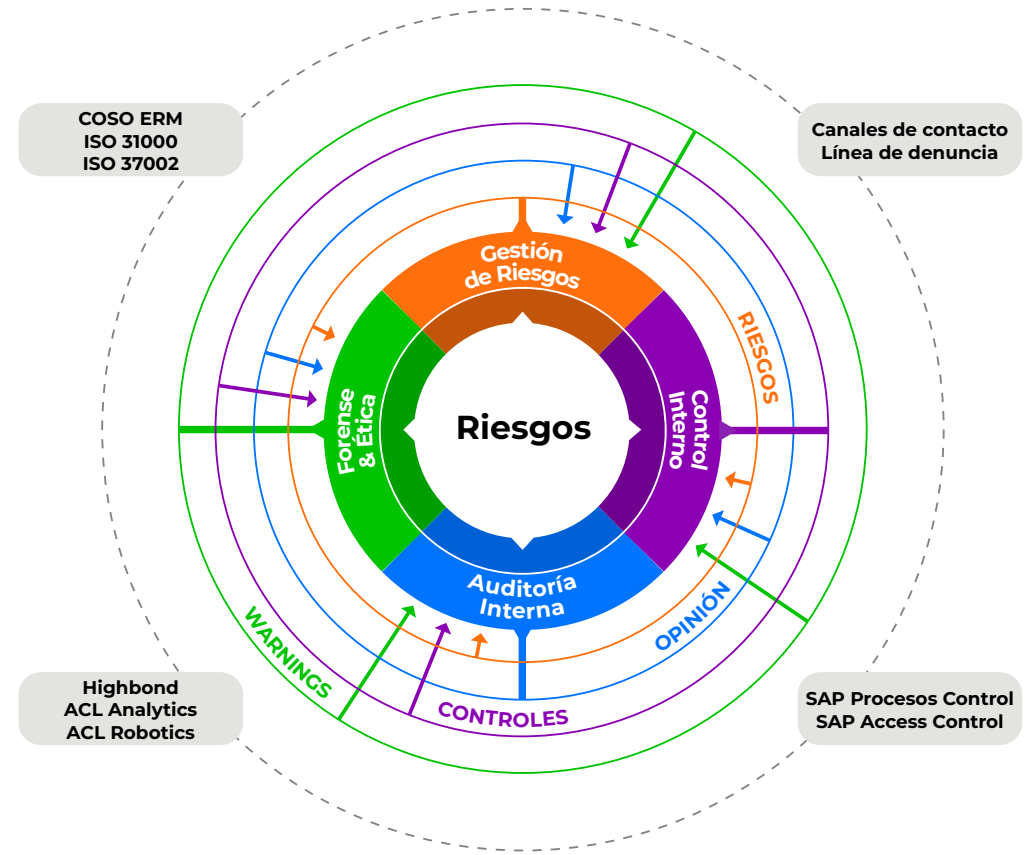 COSO ERM
ISO 31000
ISO 37002
Canales de contacto
Línea de denuncia
Gestión
de Riesgos
RIESGOS
Forense
& Ética
Riesgos
Control
Interno
Auditoría
Interna
OPINIÓN
WARNINGS
CONTROLES
Highbond
ACL Analytics
ACL Robotics
SAP Procesos Control
SAP Access Control